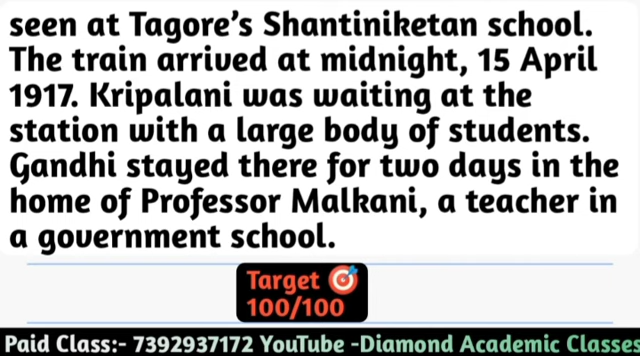 seen at Tagore's Shantiniketan school.
The train arrived at midnight, 15 April
1917. Kripalani was waiting at the
station with a large body of students.
Gandhi stayed there for two days in the
home of Professor Malkani, a teacher in
a government school.
Target 🎯
100/100
Paid Class:- 7392937172 YouTube -Diamond Academic Classes